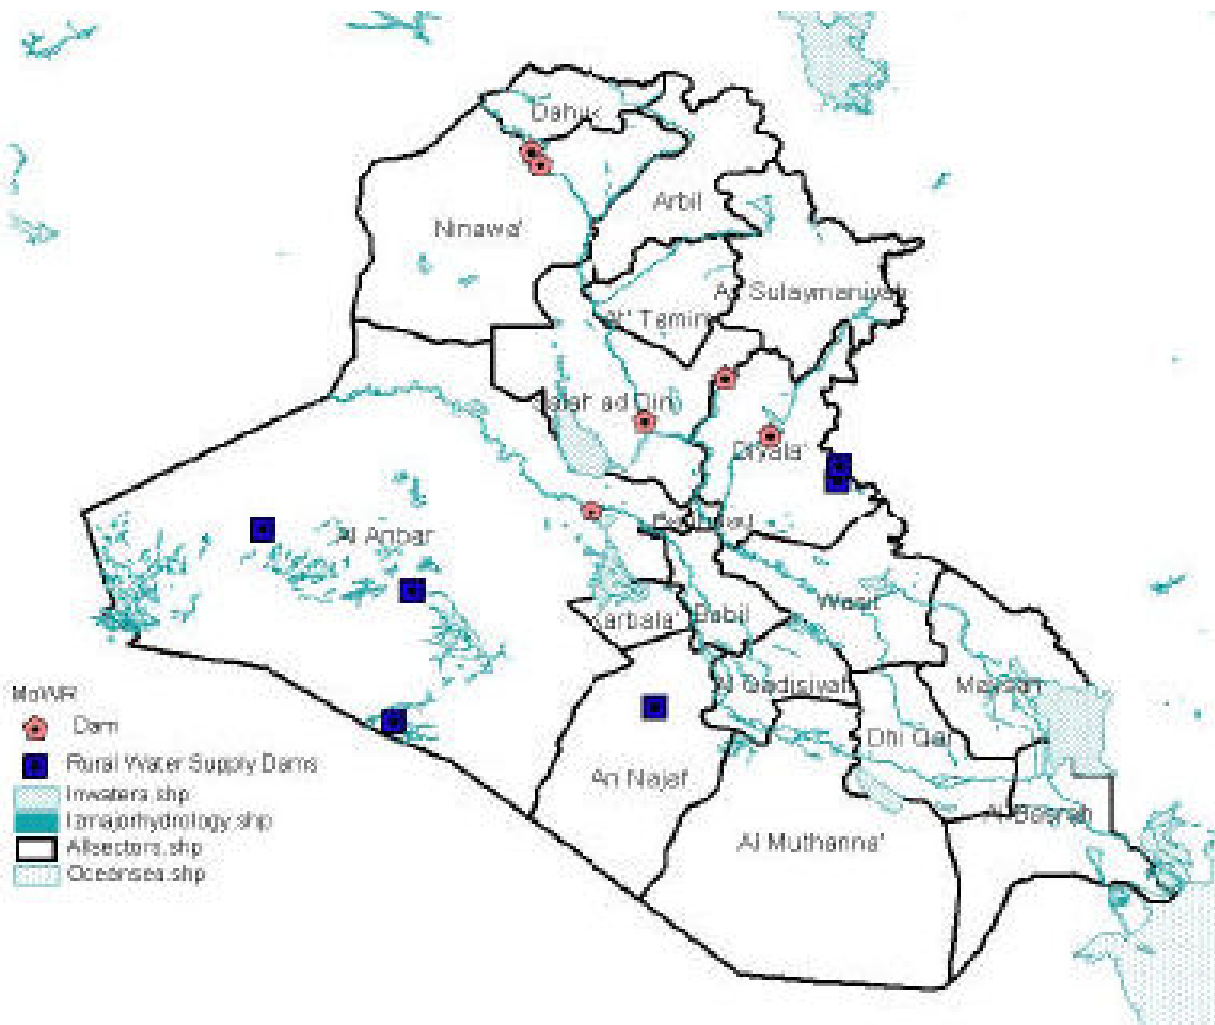 Dahuk
Arbil
Ninawa'
As Sulaymaniyah
At' Tamim
Salah ad Din
Diyala'
Baghdad
Al Anbar
Wasit
Babil
Karbala'
Al Qadisiyah
Maysan
Dhi Qar
An Najaf
Al Basrah
Al Muthanna'
MoWR
Dam
Rural Water Supply Dams
Inwaters.shp
Izmajorhydrology.shp
Allsectors.shp
Oceansea.shp